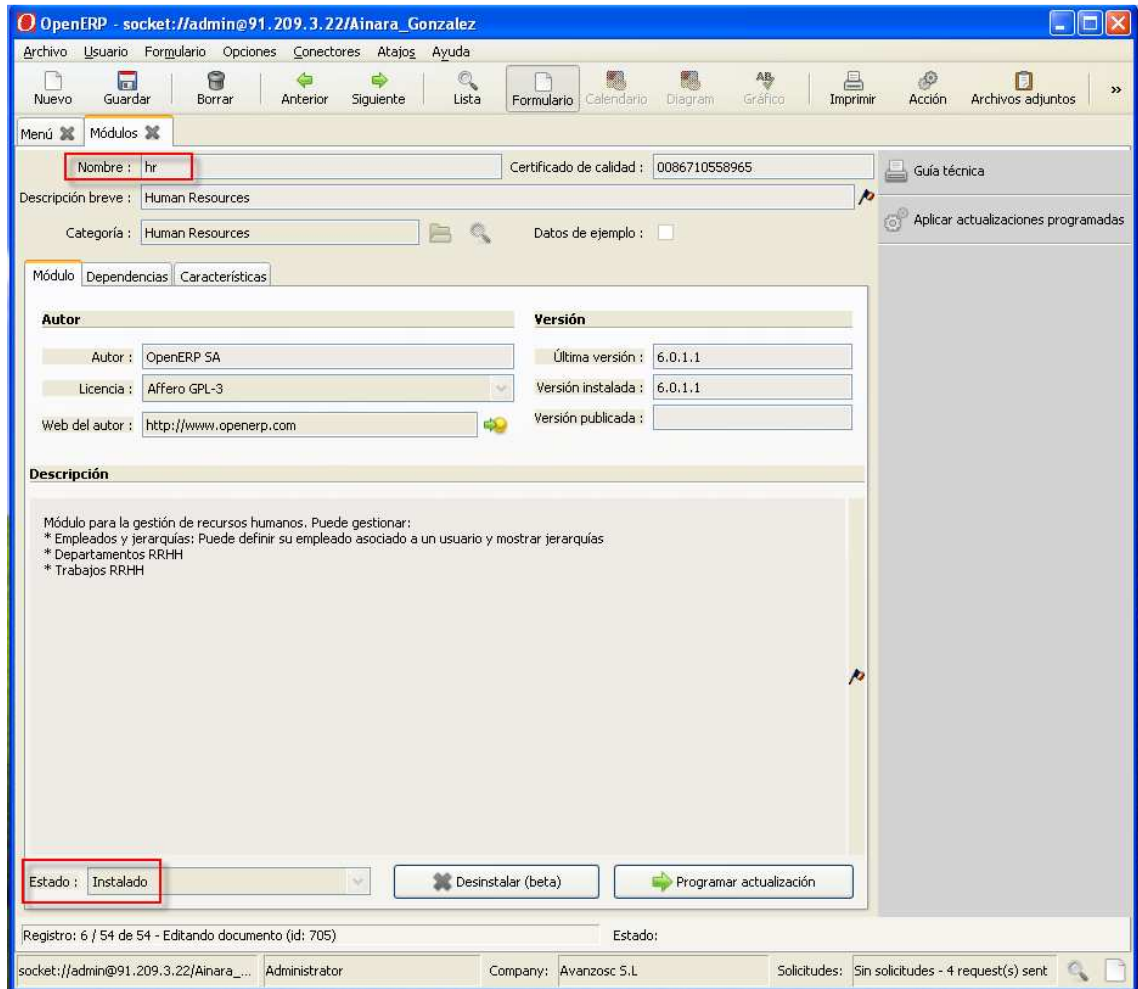 OpenERP - socket://admin@91.209.3.22/Ainara_Gonzalez
Archivo Usuario Formulario Opciones Conectores Atajos Ayuda
Nuevo Guardar Borrar Anterior Siguiente Lista Formulario Calendario Diagram Gráfico Imprimir Acción Archivos adjuntos »
Menú Módulos
Nombre : hr Certificado de calidad : 0086710558965 Guía técnica
Descripción breve : Human Resources
Aplicar actualizaciones programadas
Categoría : Human Resources Datos de ejemplo :
Módulo Dependencias Características
Autor Versión
Autor : OpenERP SA Última versión : 6.0.1.1
Licencia : Affero GPL-3 Versión instalada : 6.0.1.1
Web del autor : http://www.openerp.com Versión publicada :
Descripción
Módulo para la gestión de recursos humanos. Puede gestionar:
* Empleados y jerarquías: Puede definir su empleado asociado a un usuario y mostrar jerarquías
* Departamentos RRHH
* Trabajos RRHH
Estado : Instalado Desinstalar (beta) Programar actualización
Registro: 6 / 54 de 54 - Editando documento (id: 705) Estado:
socket://admin@91.209.3.22/Ainara_... Administrator Company: Avanzosc S.L Solicitudes: Sin solicitudes - 4 request(s) sent